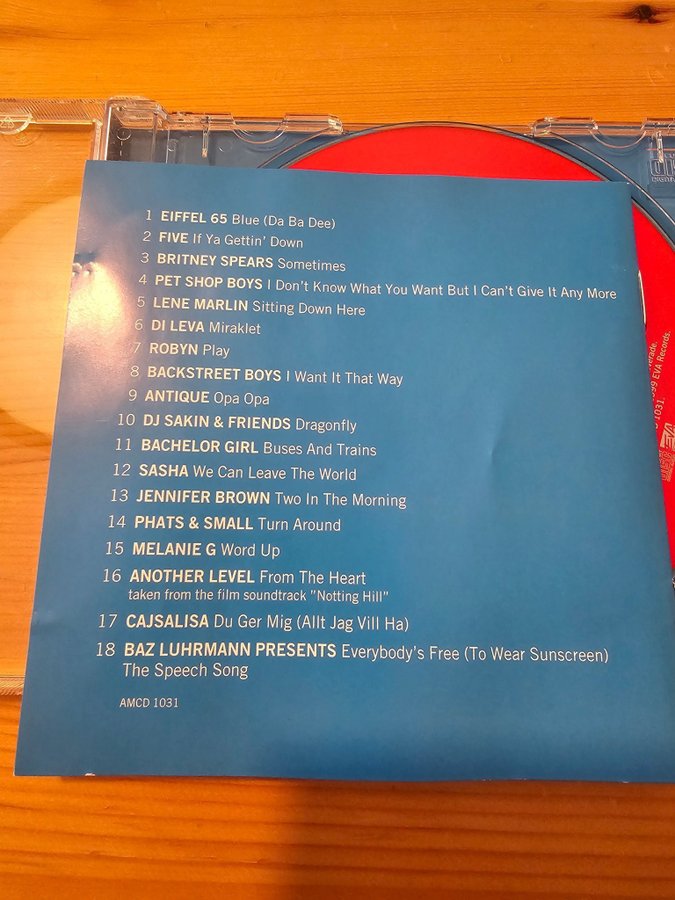 1 EIFFEL 65 Blue (Da Ba Dee)
2 FIVE If Ya Gettin' Down
3 BRITNEY SPEARS Sometimes
4 PET SHOP BOYS I Don't Know What You Want But I Can't Give It Any More
5 LENE MARLIN Sitting Down Here
6 DI LEVA Miraklet
7 ROBYN Play
8 BACKSTREET BOYS I Want It That Way
9 ANTIQUE Opa Opa
10 DJ SAKIN & FRIENDS Dragonfly
11 BACHELOR GIRL Buses And Trains
12 SASHA We Can Leave The World
13 JENNIFER BROWN Two In The Morning
14 PHATS & SMALL Turn Around
15 MELANIE G Word Up
16 ANOTHER LEVEL From The Heart
taken from the film soundtrack "Notting Hill"
17 CAJSALISA Du Ger Mig (Allt Jag Vill Ha)
18 BAZ LUHRMANN PRESENTS Everybody's Free (To Wear Sunscreen)
The Speech Song
AMCD 1031
EVA Records.
1031.